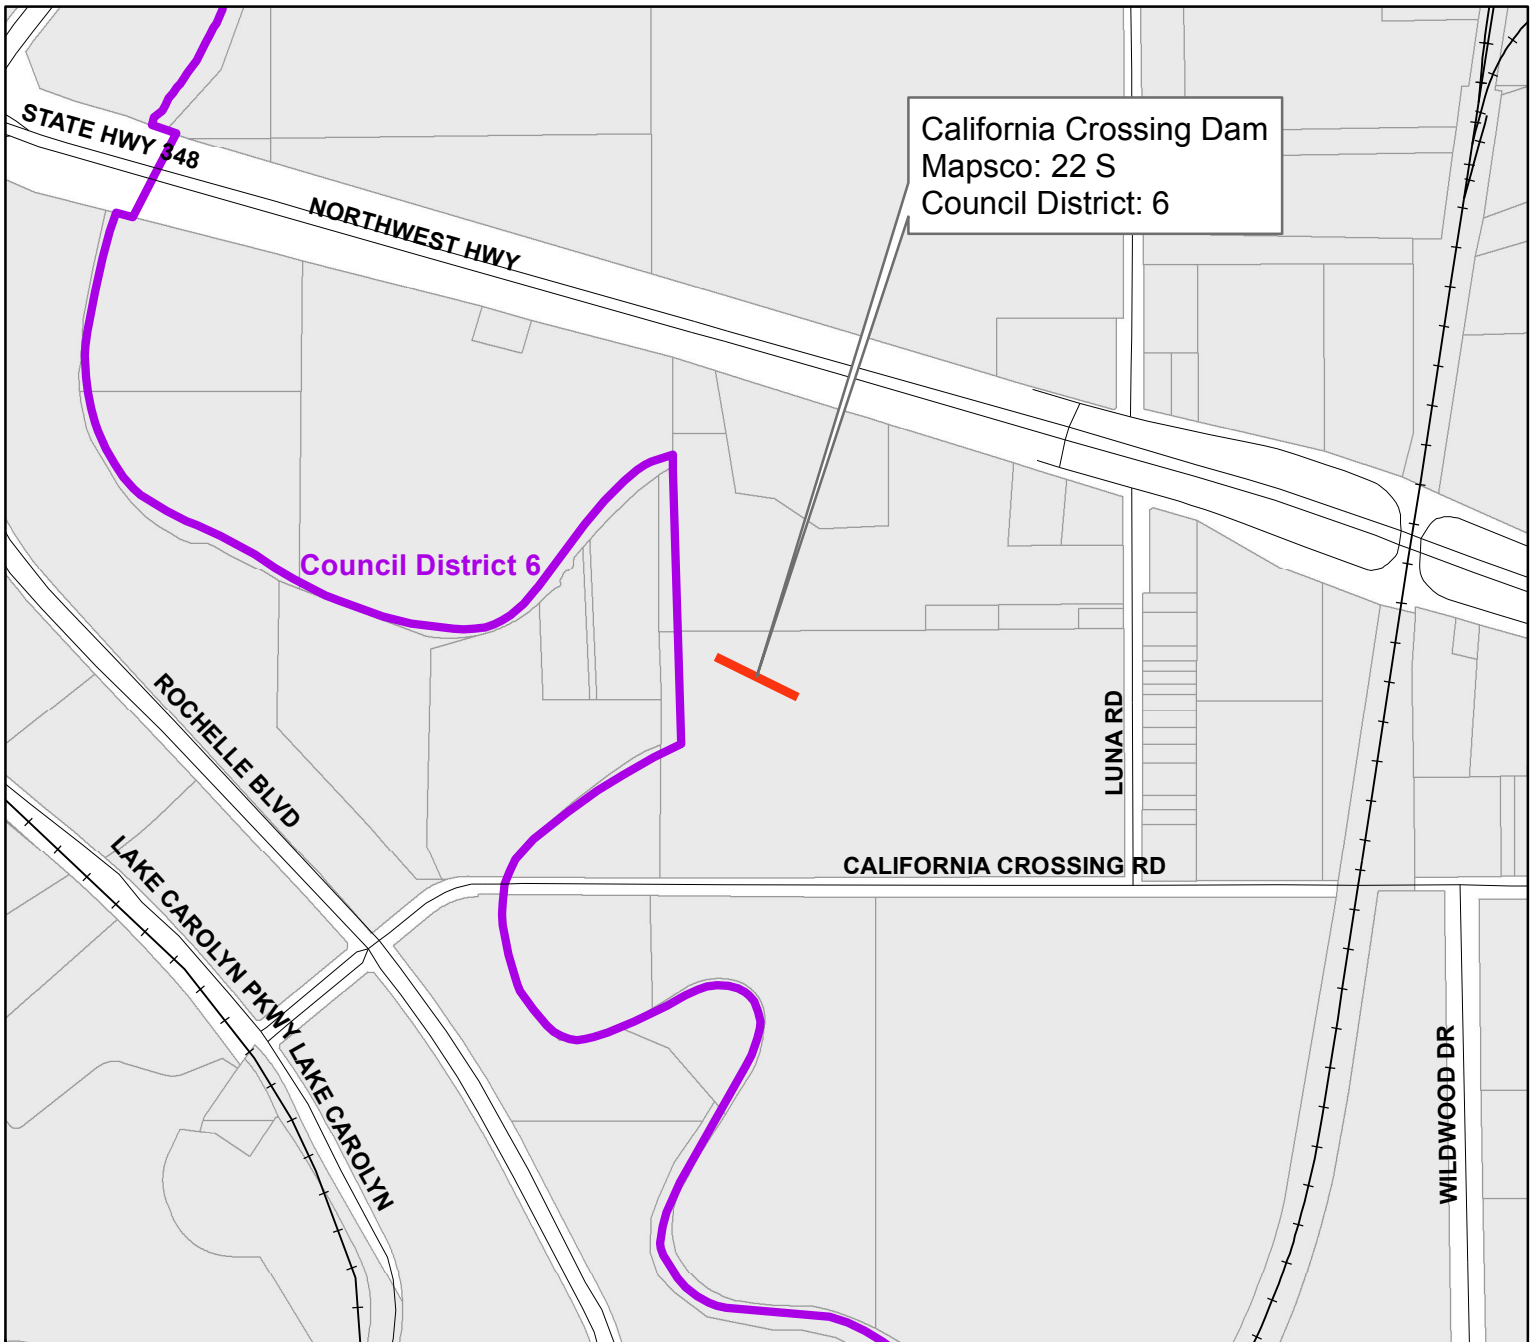 STATE HWY 348
NORTHWEST HWY
California Crossing Dam
Mapsco: 22 S
Council District: 6
Council District 6
ROCHELLE BLVD
LUNA RD
LAKE CAROLYN PKWY
CALIFORNIA CROSSING RD
LAKE CAROLYN
WILDWOOD DR